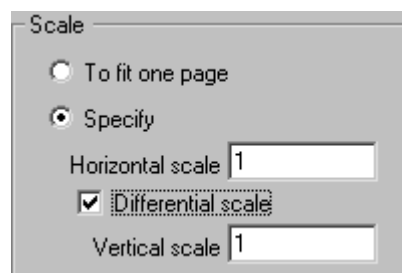 Scale
To fit one page
Specify
Horizontal scale 1
Differential scale
Vertical scale 1